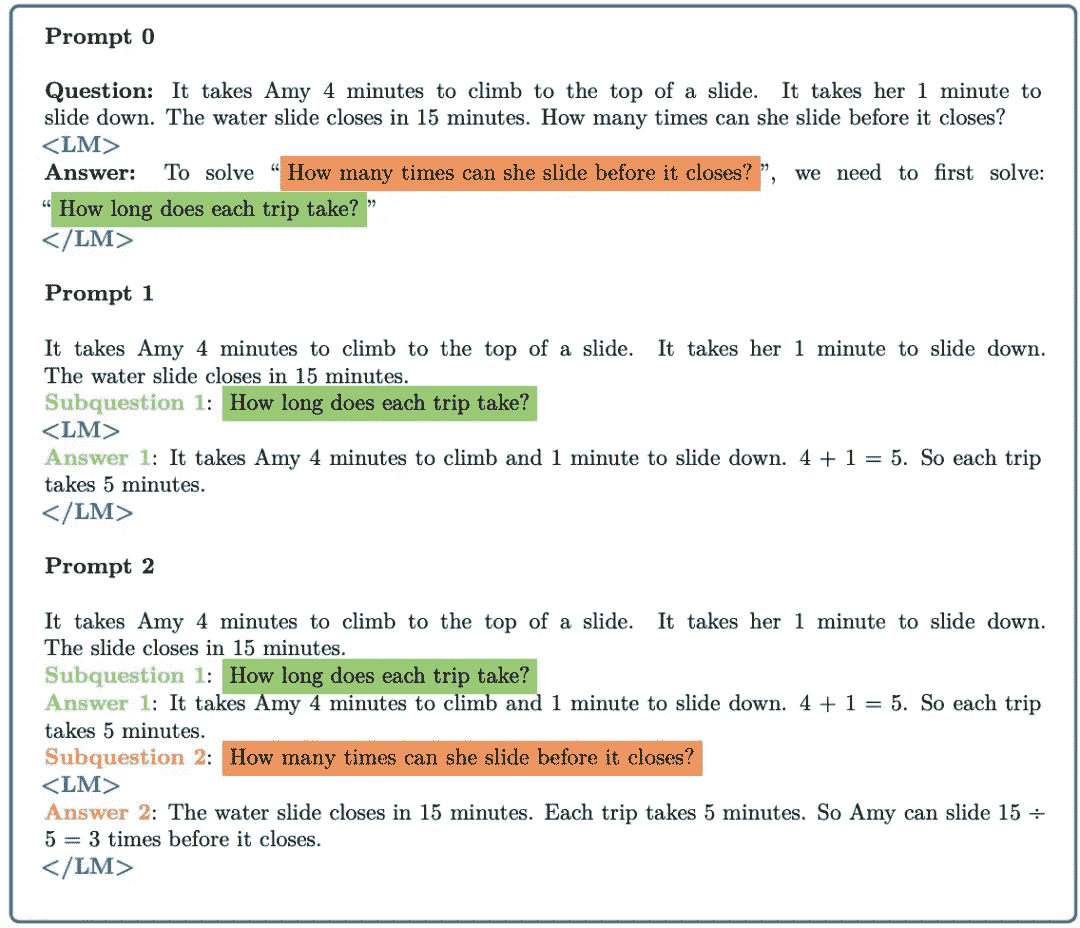 Prompt 0
Question: It takes Amy 4 minutes to climb to the top of a slide. It takes her 1 minute to
slide down. The water slide closes in 15 minutes. How many times can she slide before it closes?
<LM>
Answer: To solve “How many times can she slide before it closes?”, we need to first solve:
“How long does each trip take?”
</LM>
Prompt 1
It takes Amy 4 minutes to climb to the top of a slide. It takes her 1 minute to slide down.
The water slide closes in 15 minutes.
Subquestion 1: How long does each trip take?
<LM>
Answer 1: It takes Amy 4 minutes to climb and 1 minute to slide down. 4 + 1 = 5. So each trip
takes 5 minutes.
</LM>
Prompt 2
It takes Amy 4 minutes to climb to the top of a slide. It takes her 1 minute to slide down.
The slide closes in 15 minutes.
Subquestion 1: How long does each trip take?
Answer 1: It takes Amy 4 minutes to climb and 1 minute to slide down. 4 + 1 = 5. So each trip
takes 5 minutes.
Subquestion 2: How many times can she slide before it closes?
<LM>
Answer 2: The water slide closes in 15 minutes. Each trip takes 5 minutes. So Amy can slide 15 ÷
5 = 3 times before it closes.
</LM>